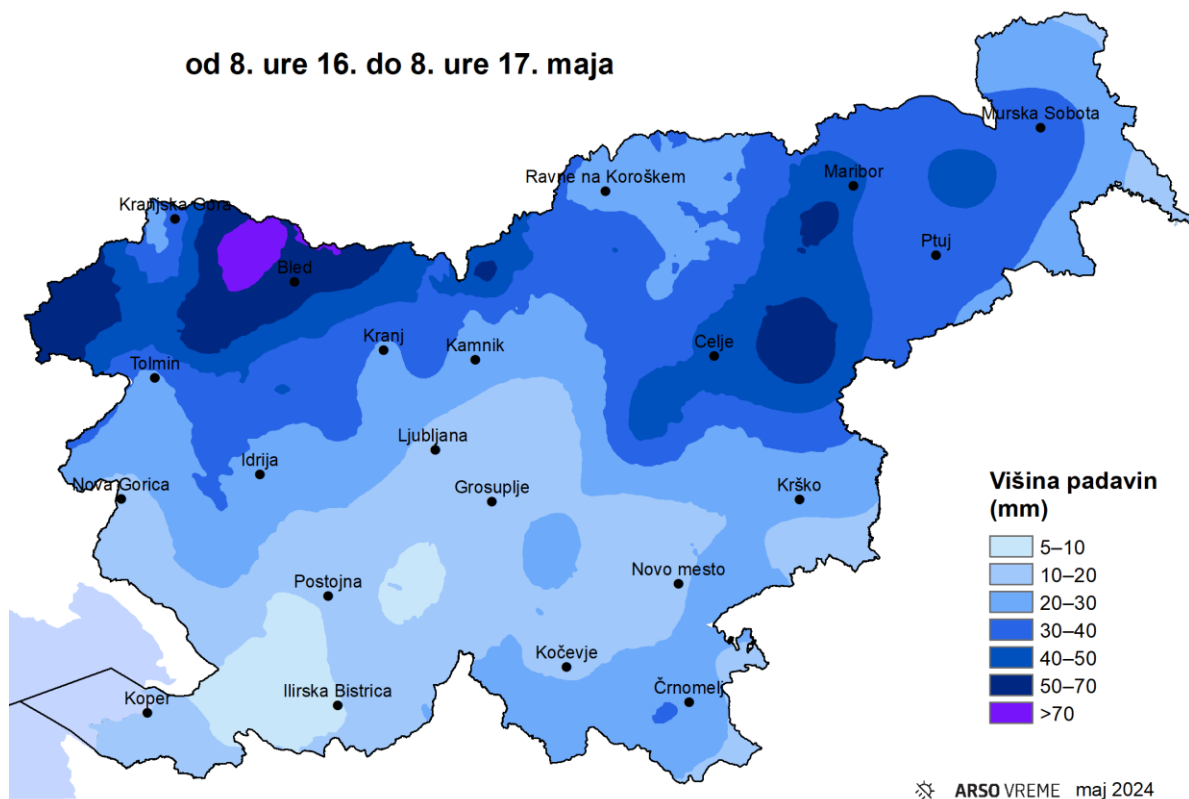 od 8. ure 16. do 8. ure 17. maja
Murska Sobota
Ravne na Koroškem
Maribor
Kranjska Gora
Ptuj
Bled
Kranj
Kamnik
Celje
Tolmin
Ljubljana
Idrija
Nova Gorica
Grosuplje
Krško
Višina padavin
(mm)
5–10
10–20
20–30
30–40
40–50
50–70
>70
Postojna
Novo mesto
Kočevje
Koper
Ilirska Bistrica
Črnomelj
ARSO VREME maj 2024